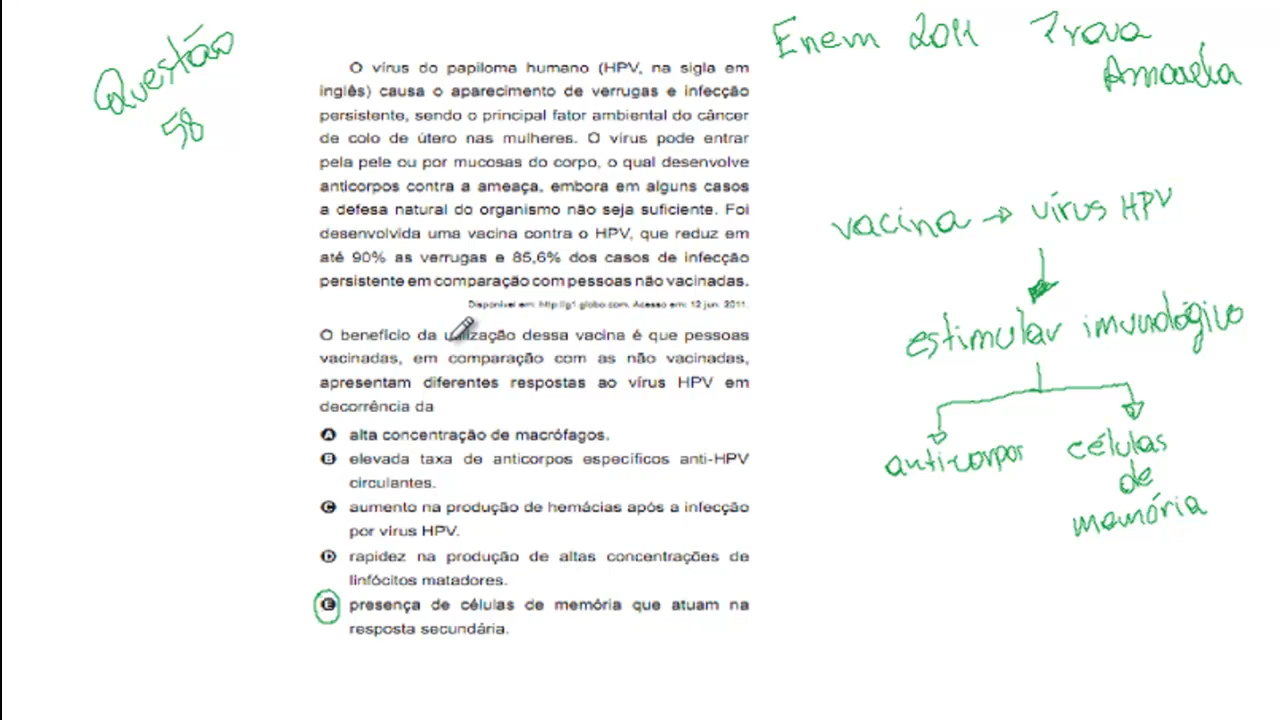 Questão
58
Enem 2011 Prova
Amarela
O vírus do papiloma humano (HPV, na sigla em
inglês) causa o aparecimento de verrugas e infecção
persistente, sendo o principal fator ambiental do câncer
de colo de útero nas mulheres. O vírus pode entrar
pela pele ou por mucosas do corpo, o qual desenvolve
anticorpos contra a ameaça, embora em alguns casos
a defesa natural do organismo não seja suficiente. Foi
desenvolvida uma vacina contra o HPV, que reduz em
até 90% as verrugas e 85,6% dos casos de infecção
persistente em comparação com pessoas não vacinadas.
Disponível em: http://g1.globo.com. Acesso em: 12 jun. 2011.
O benefício da utilização dessa vacina é que pessoas
vacinadas, em comparação com as não vacinadas,
apresentam diferentes respostas ao vírus HPV em
decorrência da
A alta concentração de macrófagos.
B elevada taxa de anticorpos específicos anti-HPV
circulantes.
C aumento na produção de hemácias após a infecção
por vírus HPV.
D rapidez na produção de altas concentrações de
linfócitos matadores.
E presença de células de memória que atuam na
resposta secundária.
vacina → vírus HPV
estimular imunológico
anticorpor células
de
memória